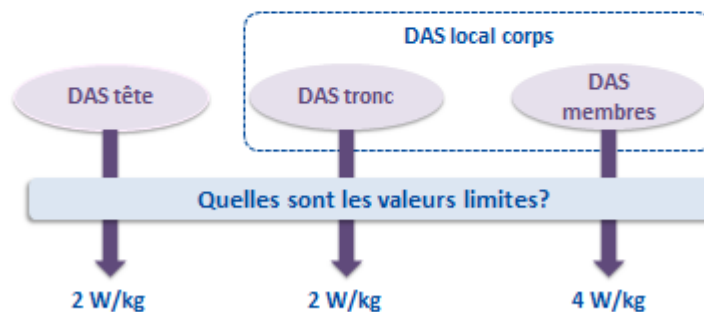 DAS local corps
DAS tête
DAS tronc
DAS
membres
Quelles sont les valeurs limites?
2 W/kg
2 W/kg
4 W/kg